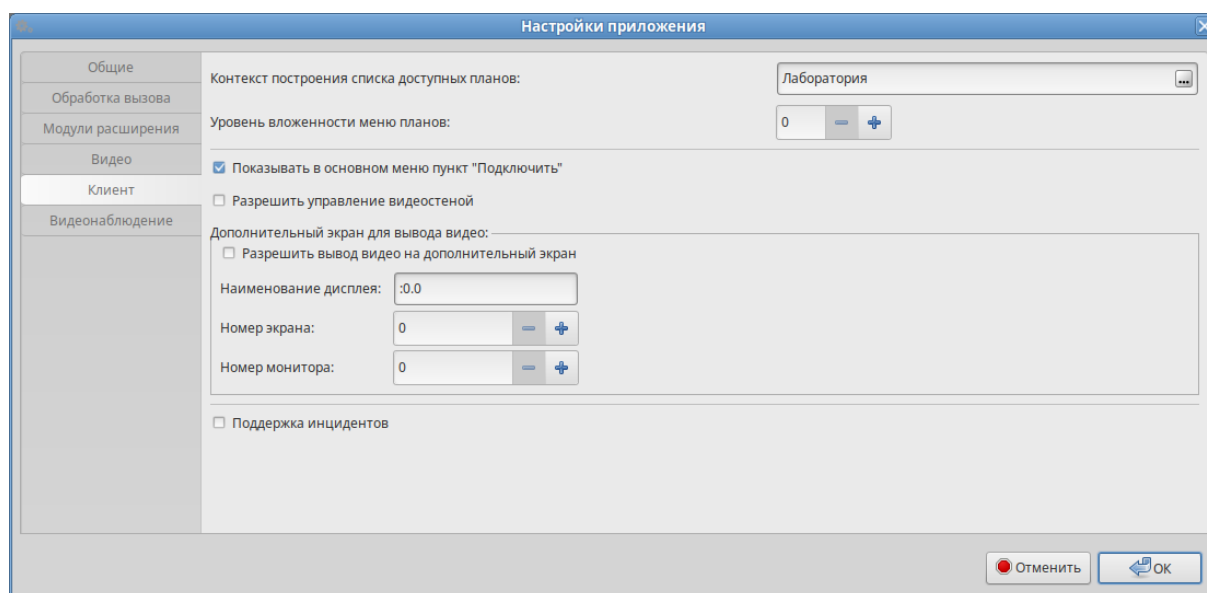 Настройки приложения
Общие
Обработка вызова
Модули расширения
Видео
Клиент
Видеонаблюдение
Контекст построения списка доступных планов: Лаборатория ...
Уровень вложенности меню планов: 0
Показывать в основном меню пункт "Подключить"
Разрешить управление видеостеной
Дополнительный экран для вывода видео:
Разрешить вывод видео на дополнительный экран
Наименование дисплея: :0.0
Номер экрана: 0
Номер монитора: 0
Поддержка инцидентов
Отменить OK